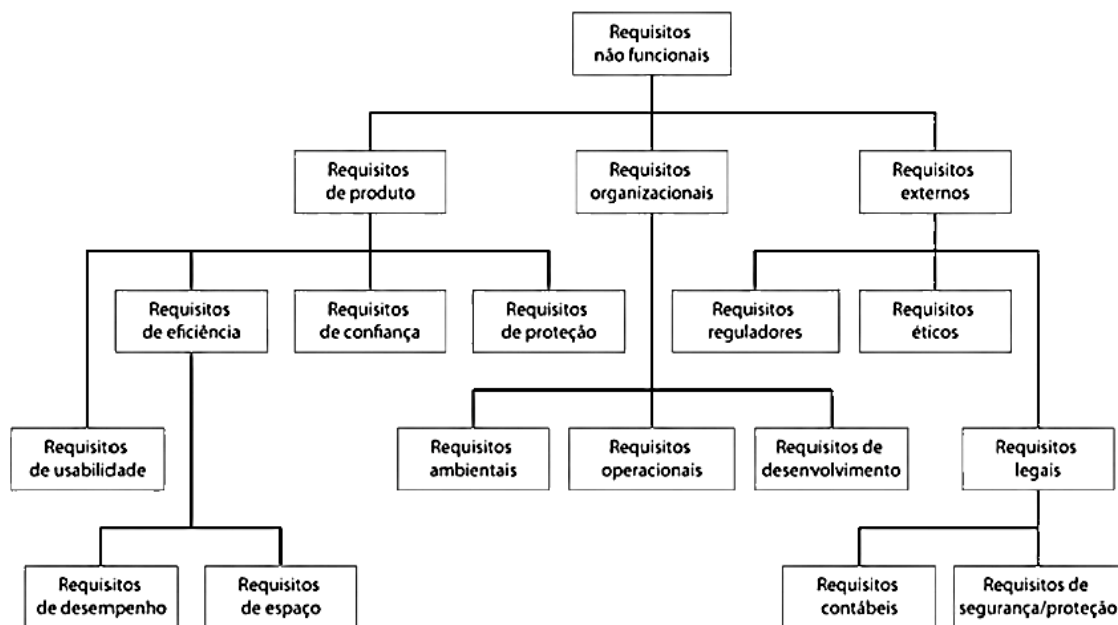 Requisitos
não funcionais
Requisitos
de produto
Requisitos
organizacionais
Requisitos
externos
Requisitos
de eficiência
Requisitos
de confiança
Requisitos
de proteção
Requisitos
reguladores
Requisitos
éticos
Requisitos
de usabilidade
Requisitos
ambientais
Requisitos
operacionais
Requisitos de
desenvolvimento
Requisitos
legais
Requisitos
de desempenho
Requisitos
de espaço
Requisitos
contábeis
Requisitos de
segurança/proteção